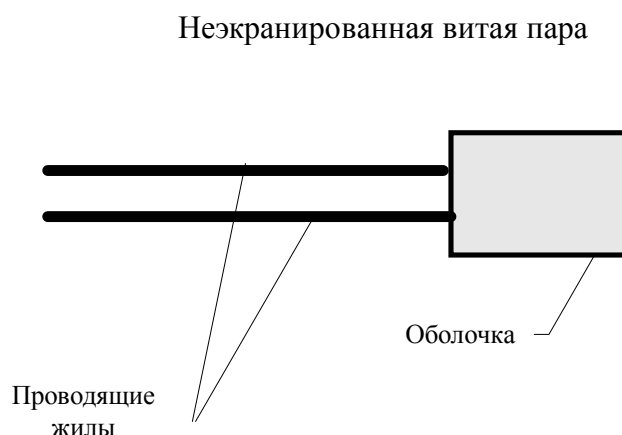 Неэкранированная витая пара
Оболочка
Проводящие
жилы